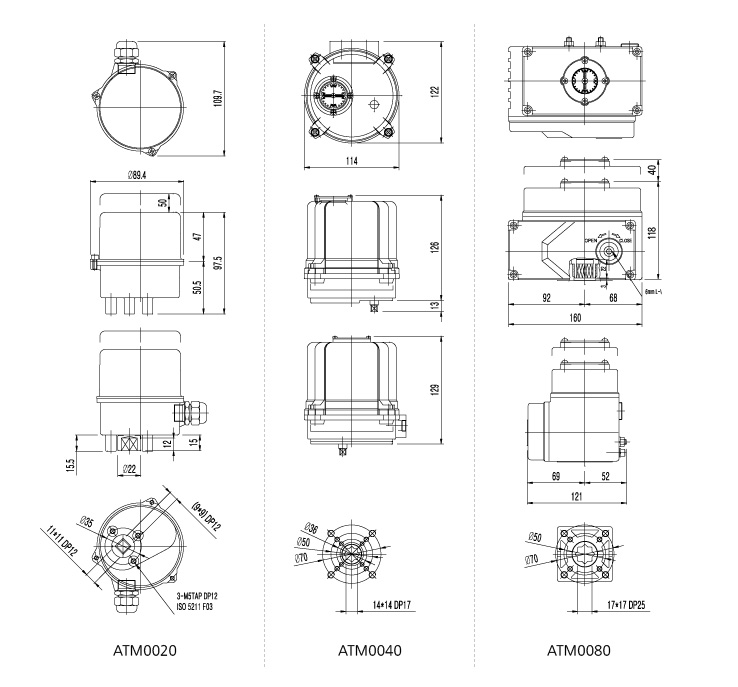 109.7
Ø89.4
50
47
97.5
50.5
12
15
15.5
Ø22
(9*9) DP12
Ø35
11*11 DP12
3-M5TAP DP12
ISO 5211 F03
ATM0020
122
114
126
13
129
Ø36
Ø50
Ø70
14*14 DP17
ATM0040
40
118
OPEN
CLOSE
92
68
160
69
52
121
Ø50
Ø70
17*17 DP25
ATM0080